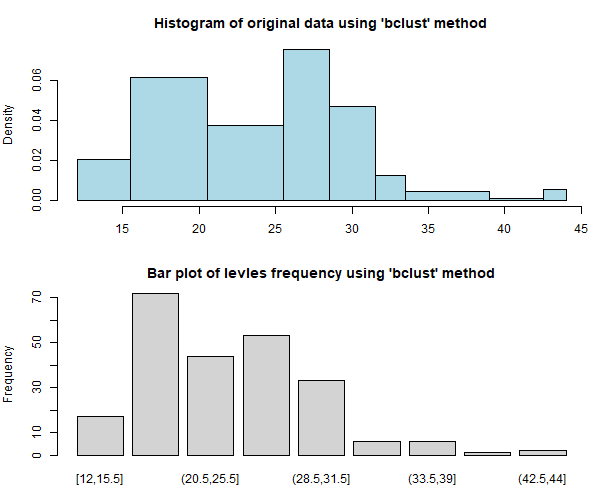 Histogram of original data using 'bclust' method
Density
0.06
0.04
0.02
0.00
15 20 25 30 35 40 45
Bar plot of levles frequency using 'bclust' method
Frequency
70
50
30
10
0
[12,15.5] (20.5,25.5] (28.5,31.5] (33.5,39] (42.5,44]